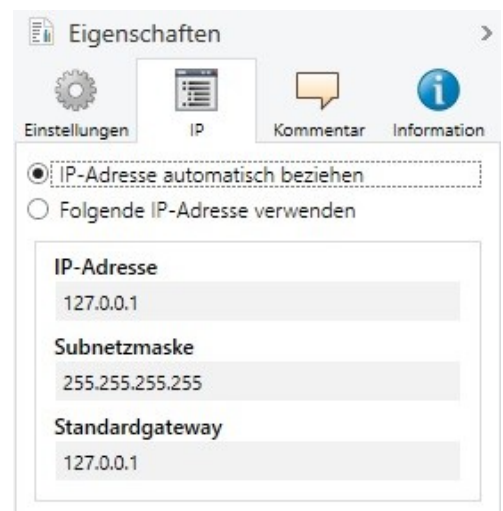 Eigenschaften
Einstellungen
IP
Kommentar
Information
IP-Adresse automatisch beziehen
Folgende IP-Adresse verwenden
IP-Adresse
127.0.0.1
Subnetzmaske
255.255.255.255
Standardgateway
127.0.0.1